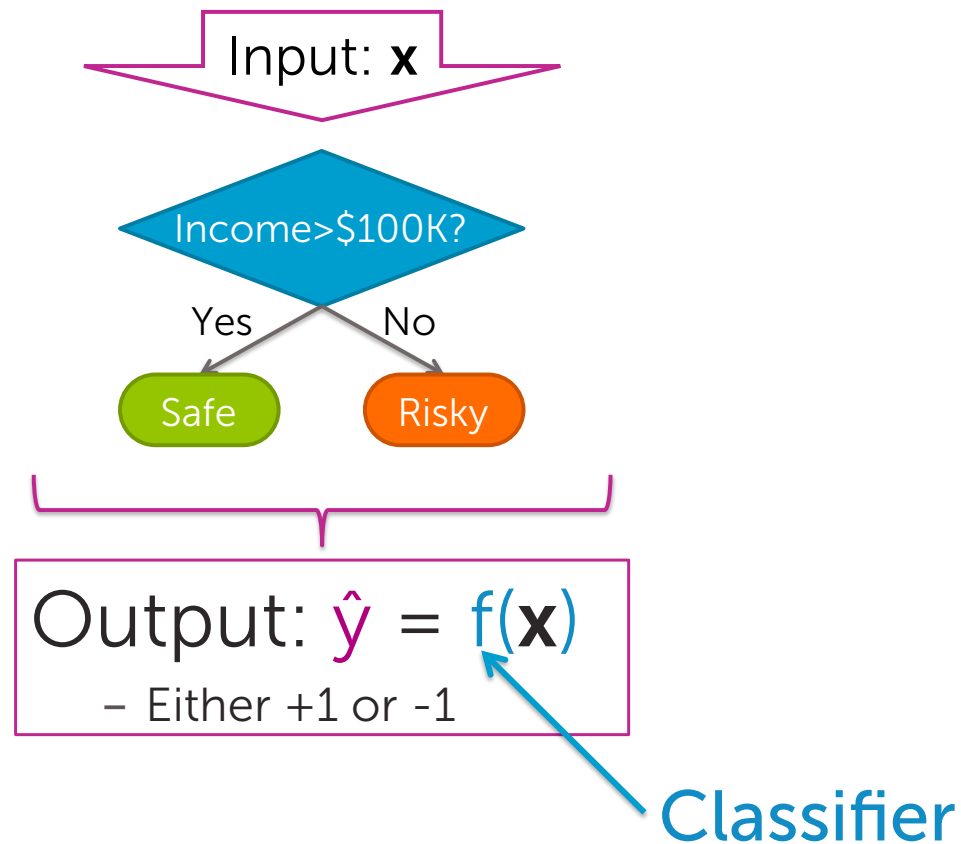 Input: x
Income>$100K?
Yes No
Safe Risky
Output: ŷ = f(x)
– Either +1 or -1
Classifier